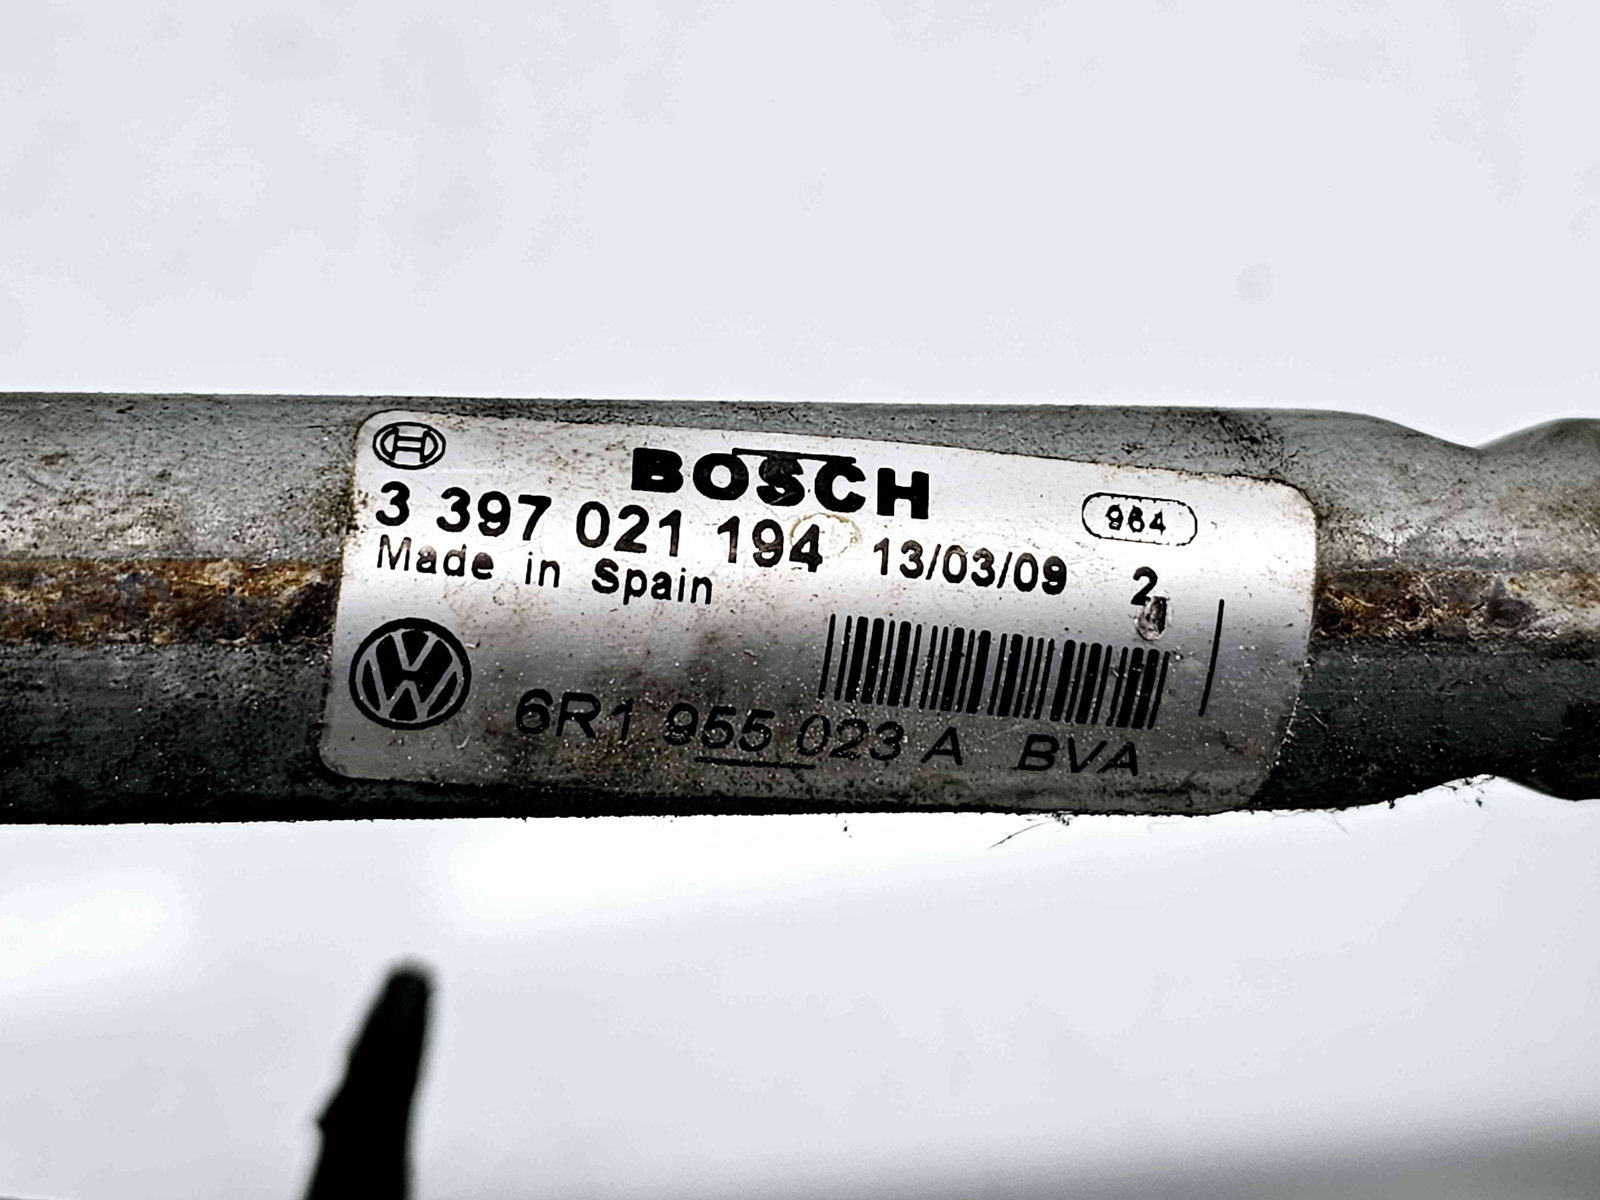 BOSCH
964
3 397 021 194 13/03/09 2
Made in Spain
6R1 955 023 A BVA